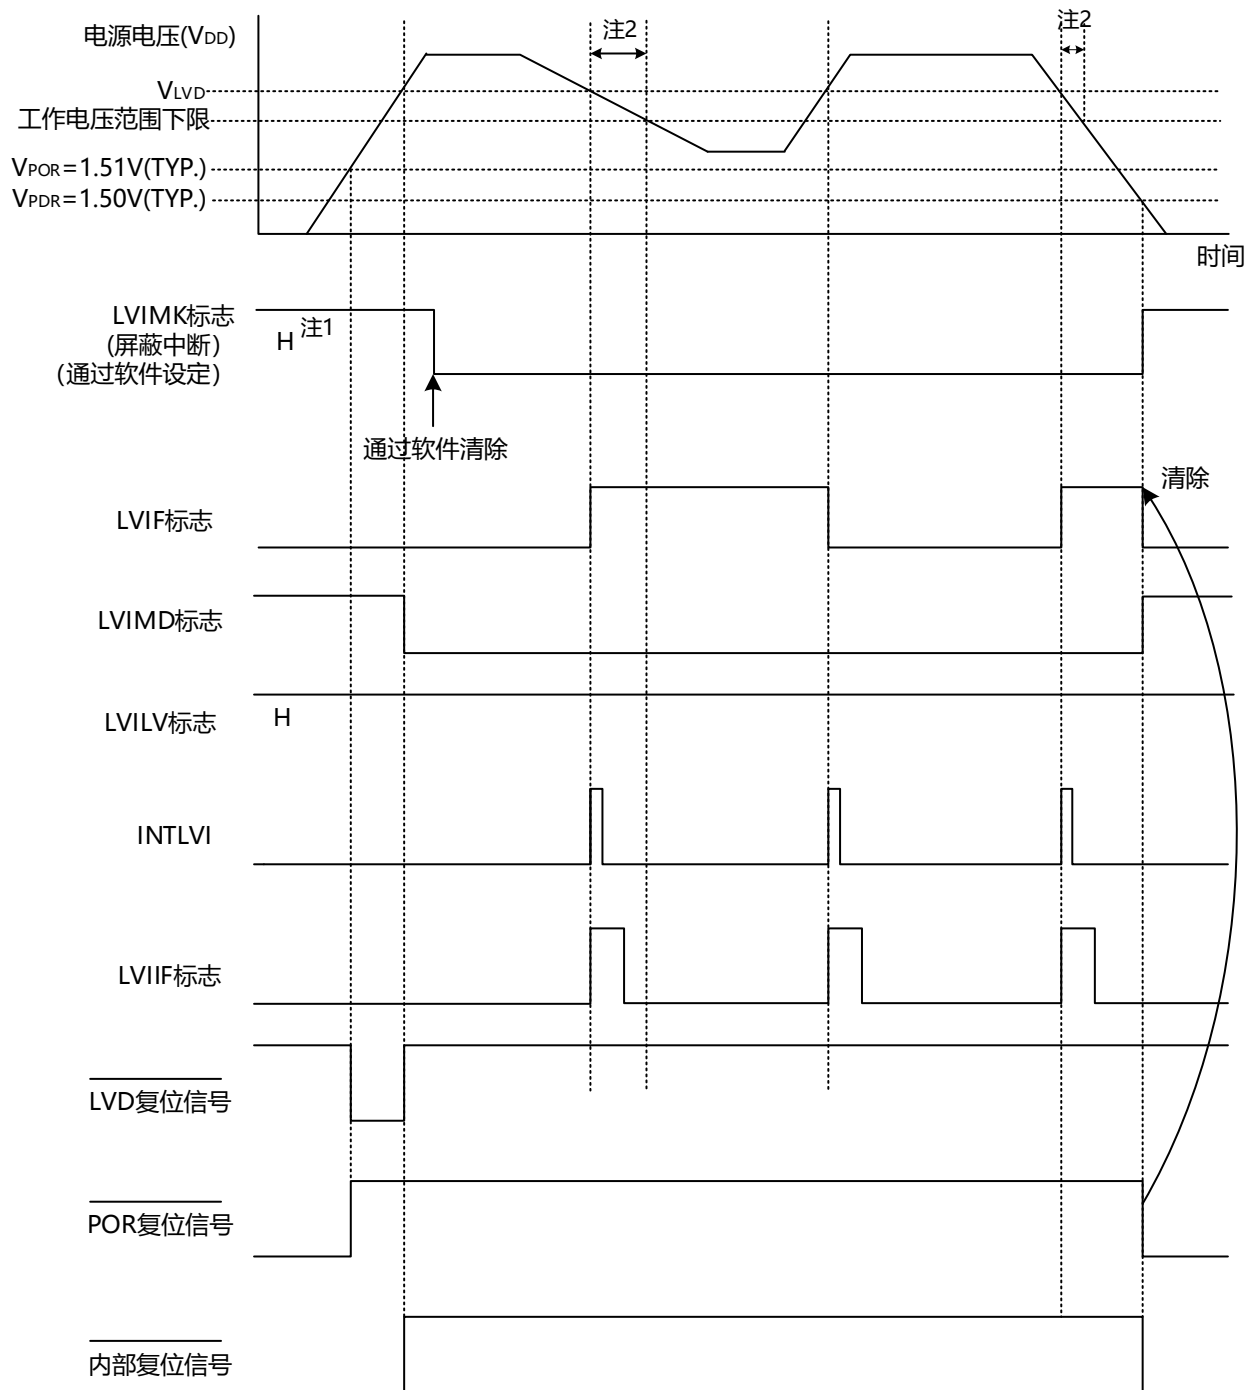 电源电压(VDD)
注2
注2
VLVD
工作电压范围下限
VPOR=1.51V(TYP.)
VPDR=1.50V(TYP.)
时间
LVIMK标志
(屏蔽中断)
(通过软件设定)
H 注1
通过软件清除
清除
LVIF标志
LVIMD标志
LVILV标志
H
INTLVI
LVIIF标志
LVD复位信号
POR复位信号
内部复位信号